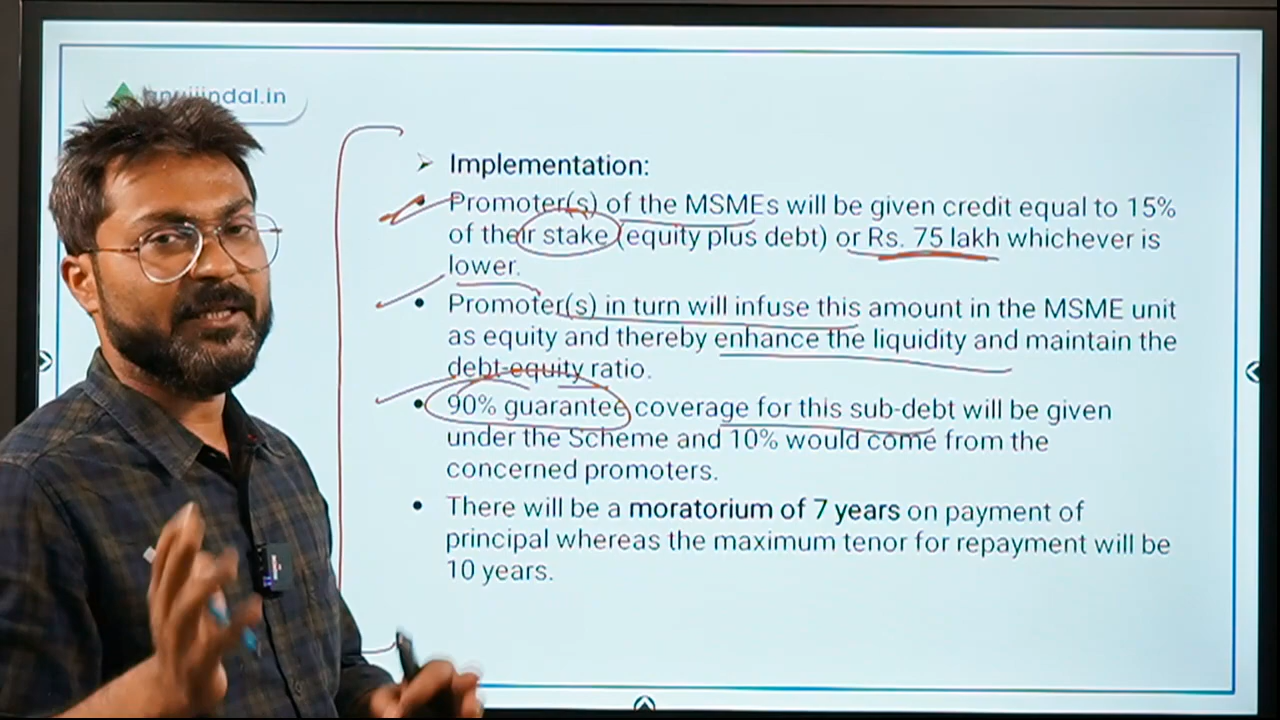 anujjindal.in
Implementation:
Promoter(s) of the MSMEs will be given credit equal to 15%
of their stake (equity plus debt) or Rs. 75 lakh whichever is
lower.
Promoter(s) in turn will infuse this amount in the MSME unit
as equity and thereby enhance the liquidity and maintain the
debt-equity ratio.
90% guarantee coverage for this sub-debt will be given
under the Scheme and 10% would come from the
concerned promoters.
There will be a moratorium of 7 years on payment of
principal whereas the maximum tenor for repayment will be
10 years.